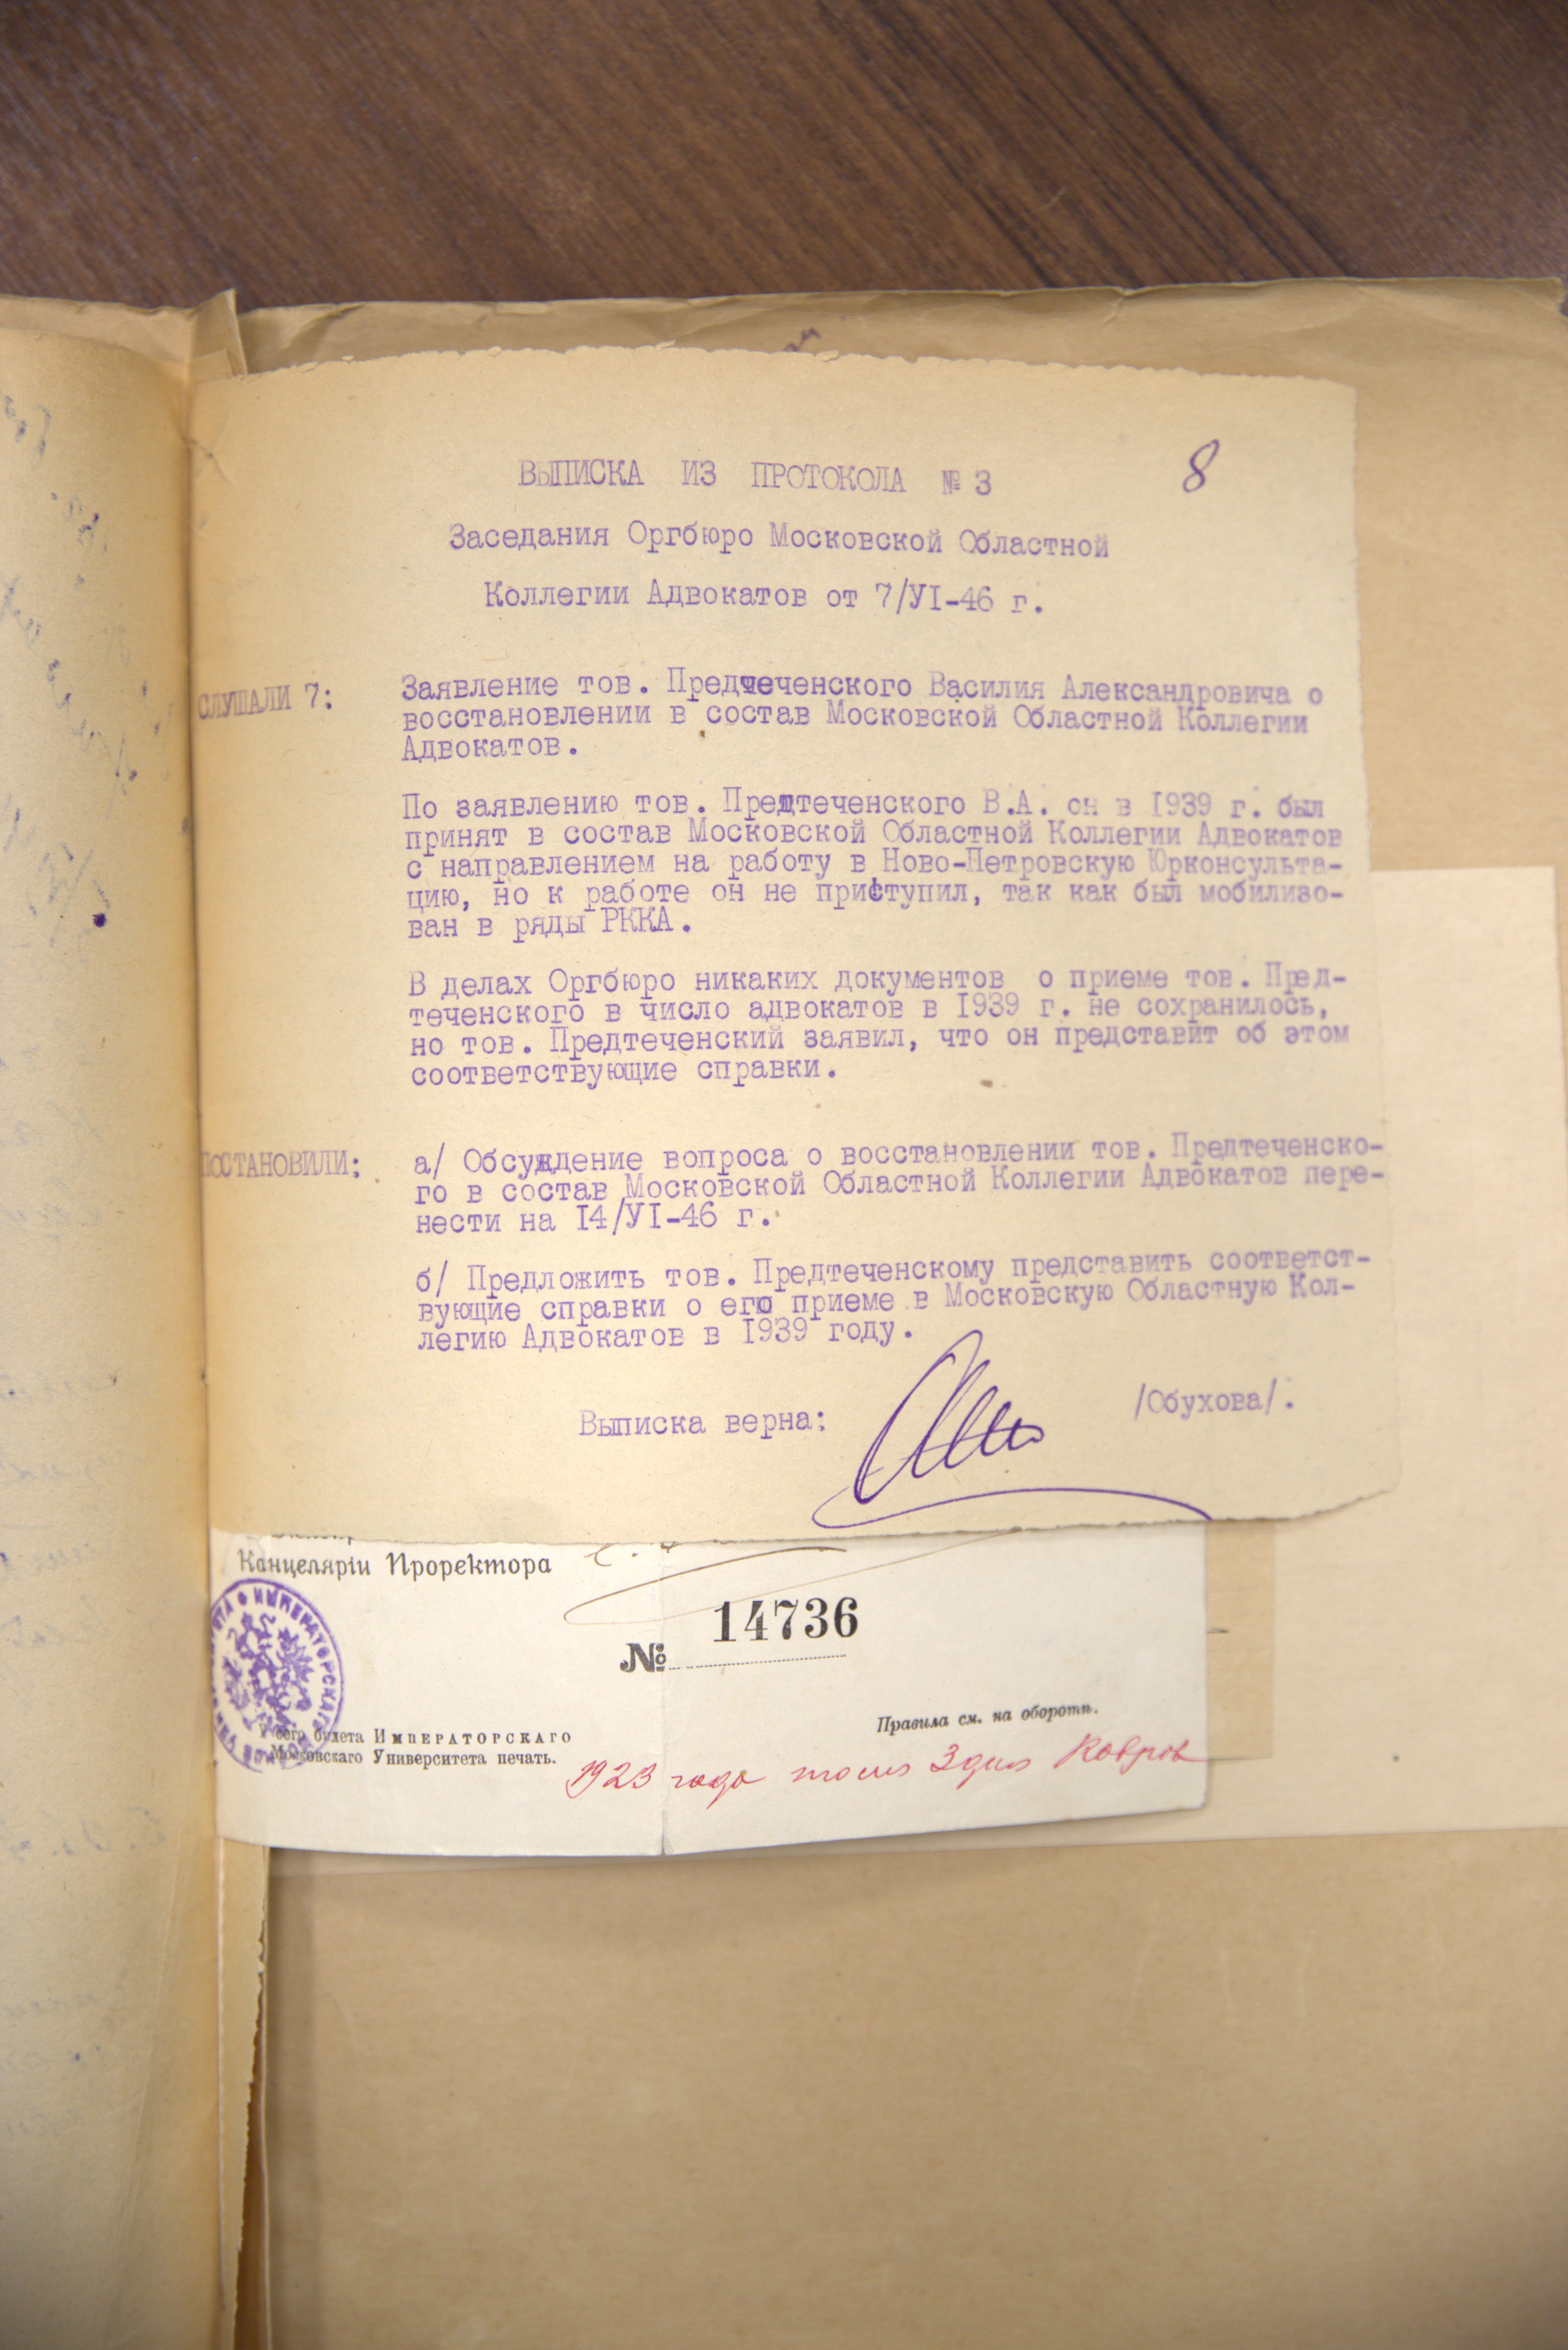 8
ВЫПИСКА ИЗ ПРОТОКОЛА № 3
Заседания Оргбюро Московской Областной
Коллегии Адвокатов от 7/УІ-46 г.
СЛУШАЛИ 7: Заявление тов. Предтеченского Василия Александровича о
восстановлении в состав Московской Областной Коллегии
Адвокатов.
По заявлению тов. Предтеченского В.А. он в 1939 г. был
принят в состав Московской Областной Коллегии Адвокатов
с направлением на работу в Ново-Петровскую Юрконсульта-
цию, но к работе он не приступил, так как был мобилизо-
ван в ряды РККА.
В делах Оргбюро никаких документов о приеме тов. Пред-
теченского в число адвокатов в 1939 г. не сохранилось,
но тов. Предтеченский заявил, что он представит об этом
соответствующие справки.
ПОСТАНОВИЛИ: а/ Обсуждение вопроса о восстановлении тов. Предтеченско-
го в состав Московской Областной Коллегии Адвокатов пере-
нести на 14/УІ-46 г.
б/ Предложить тов. Предтеченскому представить соответст-
вующие справки о его приеме в Московскую Областную Кол-
легию Адвокатов в 1939 году.
Выписка верна: /Обухова/.
Канцеляріи Проректора
14736
№
Правила см. на оборотѣ.
сего билета ИМПЕРАТОРСКАГО
Московскаго Университета печать.
1923 года